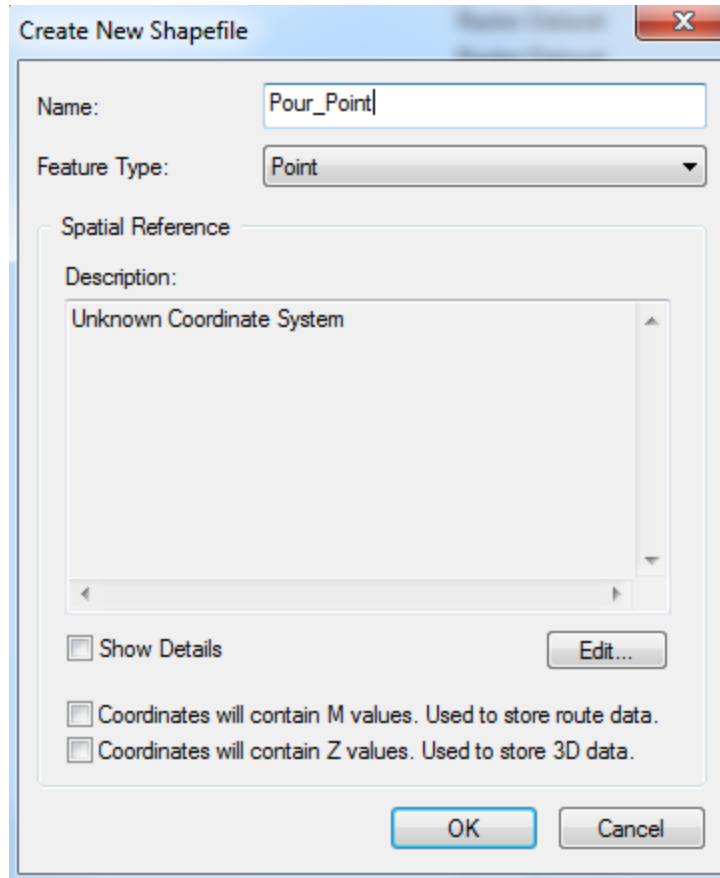 Create New Shapefile
Name:
Pour_Point
Feature Type:
Point
Spatial Reference
Description:
Unknown Coordinate System
Show Details
Edit...
Coordinates will contain M values. Used to store route data.
Coordinates will contain Z values. Used to store 3D data.
OK
Cancel